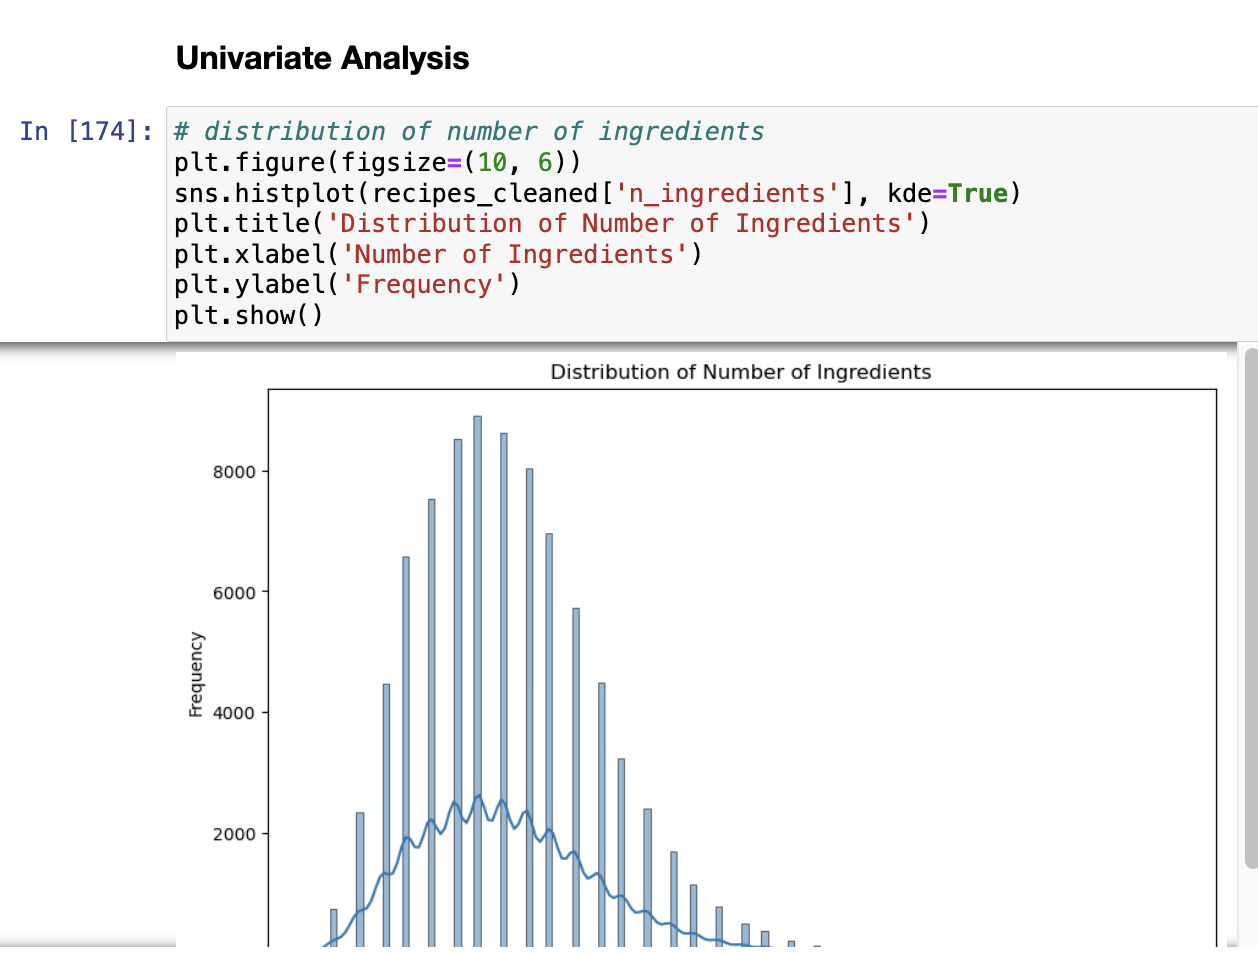 Univariate Analysis
In [174]:
# distribution of number of ingredients
plt.figure(figsize=(10, 6))
sns.histplot(recipes_cleaned['n_ingredients'], kde=True)
plt.title('Distribution of Number of Ingredients')
plt.xlabel('Number of Ingredients')
plt.ylabel('Frequency')
plt.show()
Distribution of Number of Ingredients
8000
6000
Frequency
4000
2000